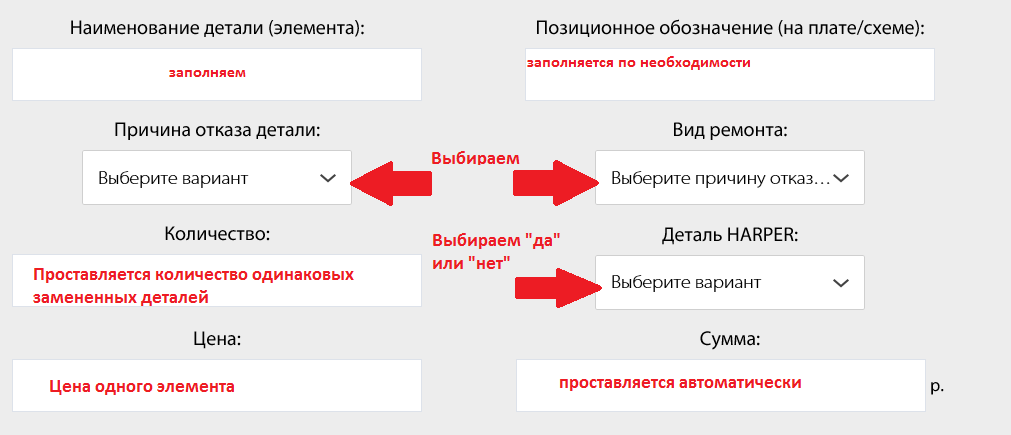 Наименование детали (элемента):
Позиционное обозначение (на плате/схеме):
заполняем
заполняется по необходимости
Причина отказа детали:
Вид ремонта:
Выберите вариант
Выбираем
Выберите причину отказ...
Количество:
Выбираем "да"
или "нет"
Деталь HARPER:
Проставляется количество одинаковых
замененных деталей
Выберите вариант
Цена:
Сумма:
Цена одного элемента
проставляется автоматически
р.